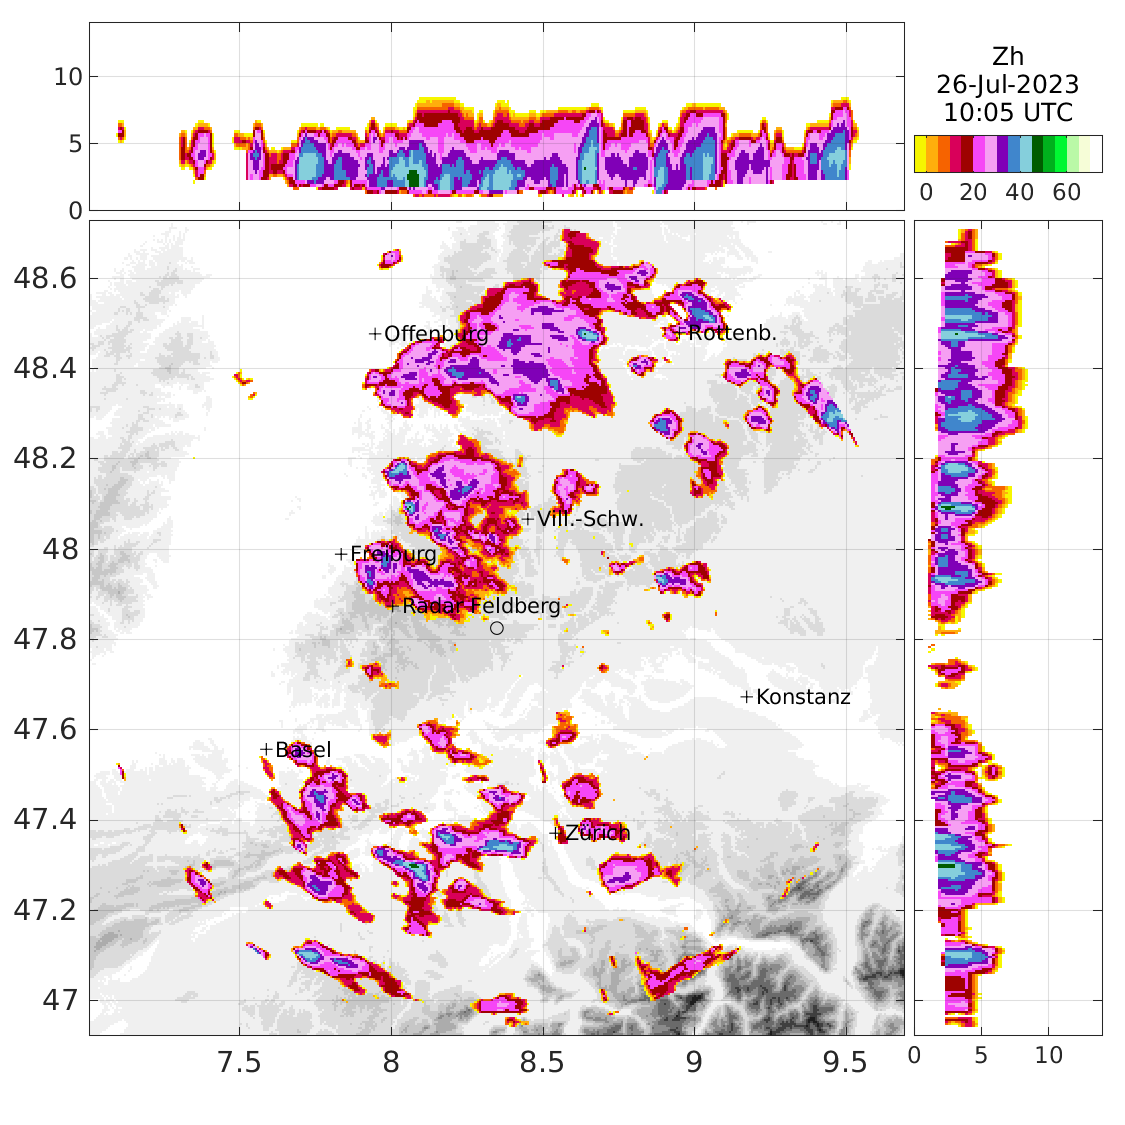 10
5
0
Zh
26-Jul-2023
10:05 UTC
0 20 40 60
48.6
48.4
48.2
48
47.8
47.6
47.4
47.2
47
+Offenburg
+Rottenb.
+Vill.-Schw.
+Freiburg
+Radar Feldberg
+Konstanz
+Basel
+Zürich
7.5 8 8.5 9 9.5
0 5 10